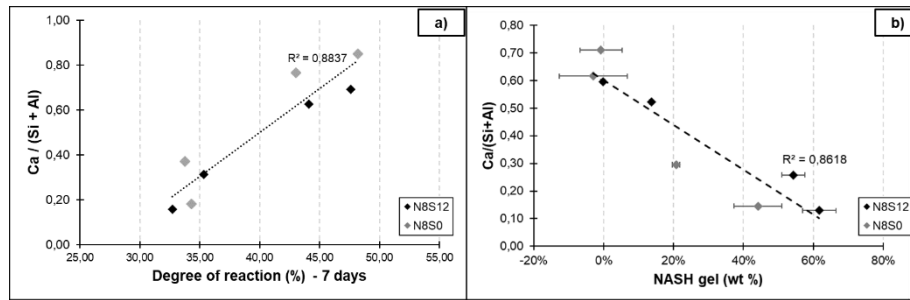 a)
1,00
0,80
0,60
0,40
0,20
0,00
Ca / (Si + Al)
R² = 0,8837
N8S12
N8S0
25,00 30,00 35,00 40,00 45,00 50,00 55,00
Degree of reaction (%) - 7 days
b)
0,80
0,70
0,60
0,50
0,40
0,30
0,20
0,10
0,00
Ca/(Si+Al)
R² = 0,8618
N8S12
N8S0
-20% 0% 20% 40% 60% 80%
NASH gel (wt %)